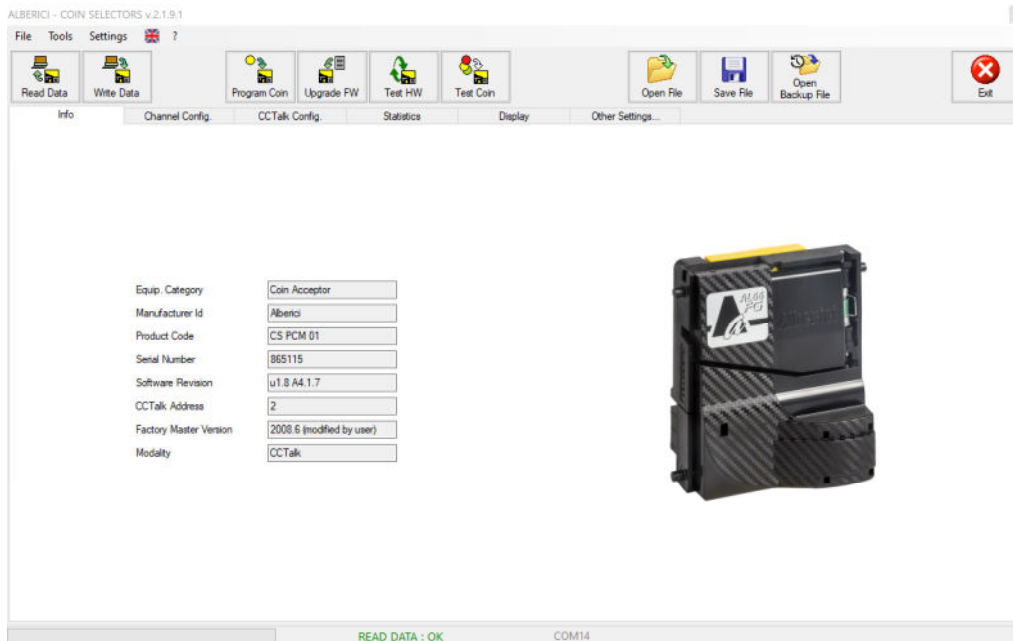 ALBERICI - COIN SELECTORS v.2.1.9.1
File Tools Settings ?
Read Data Write Data Program Coin Upgrade FW Test HW Test Coin Open File Save File Open Backup File Exit
Info Channel Config. CCTalk Config. Statistics Display Other Settings...
Equip. Category Coin Acceptor
Manufacturer Id Alberici
Product Code CS PCM 01
Serial Number 865115
Software Revision u1.8 A4.1.7
CCTalk Address 2
Factory Master Version 2008.6 (modified by user)
Modality CCTalk
READ DATA : OK COM14